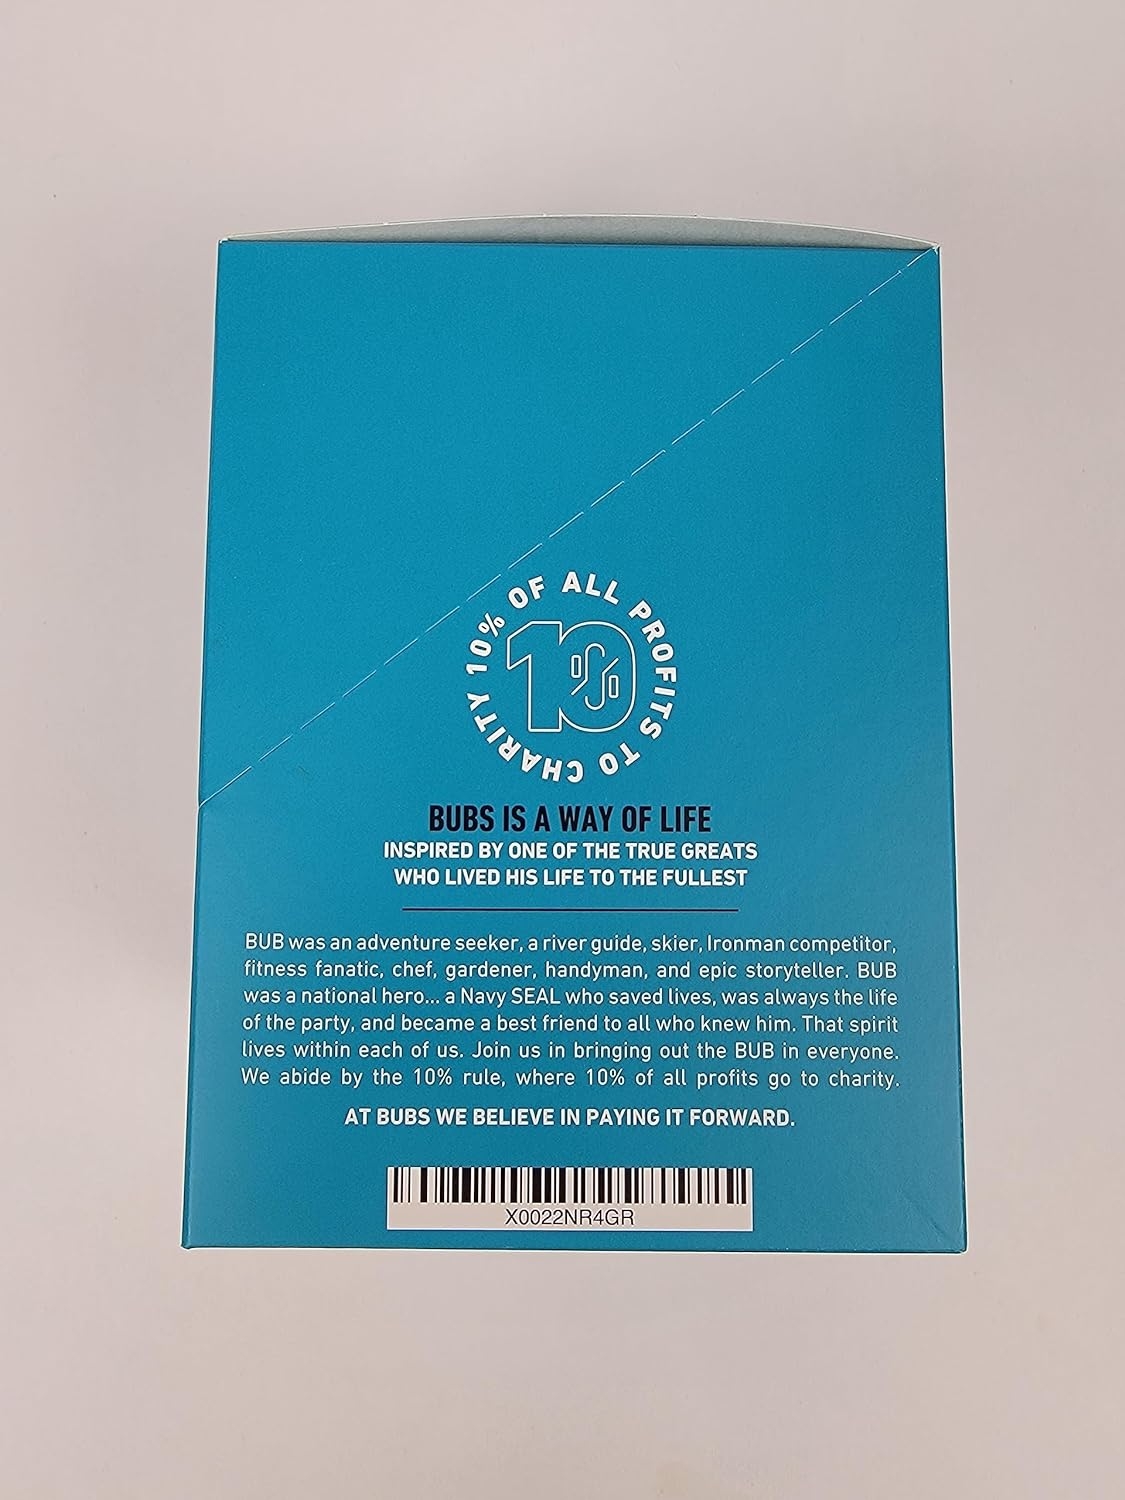 10% OF ALL PROFITS TO CHARITY
10%
BUBS IS A WAY OF LIFE
INSPIRED BY ONE OF THE TRUE GREATS
WHO LIVED HIS LIFE TO THE FULLEST
BUB was an adventure seeker, a river guide, skier, Ironman competitor,
fitness fanatic, chef, gardener, handyman, and epic storyteller. BUB
was a national hero... a Navy SEAL who saved lives, was always the life
of the party, and became a best friend to all who knew him. That spirit
lives within each of us. Join us in bringing out the BUB in everyone.
We abide by the 10% rule, where 10% of all profits go to charity.
AT BUBS WE BELIEVE IN PAYING IT FORWARD.
X0022NR4GR